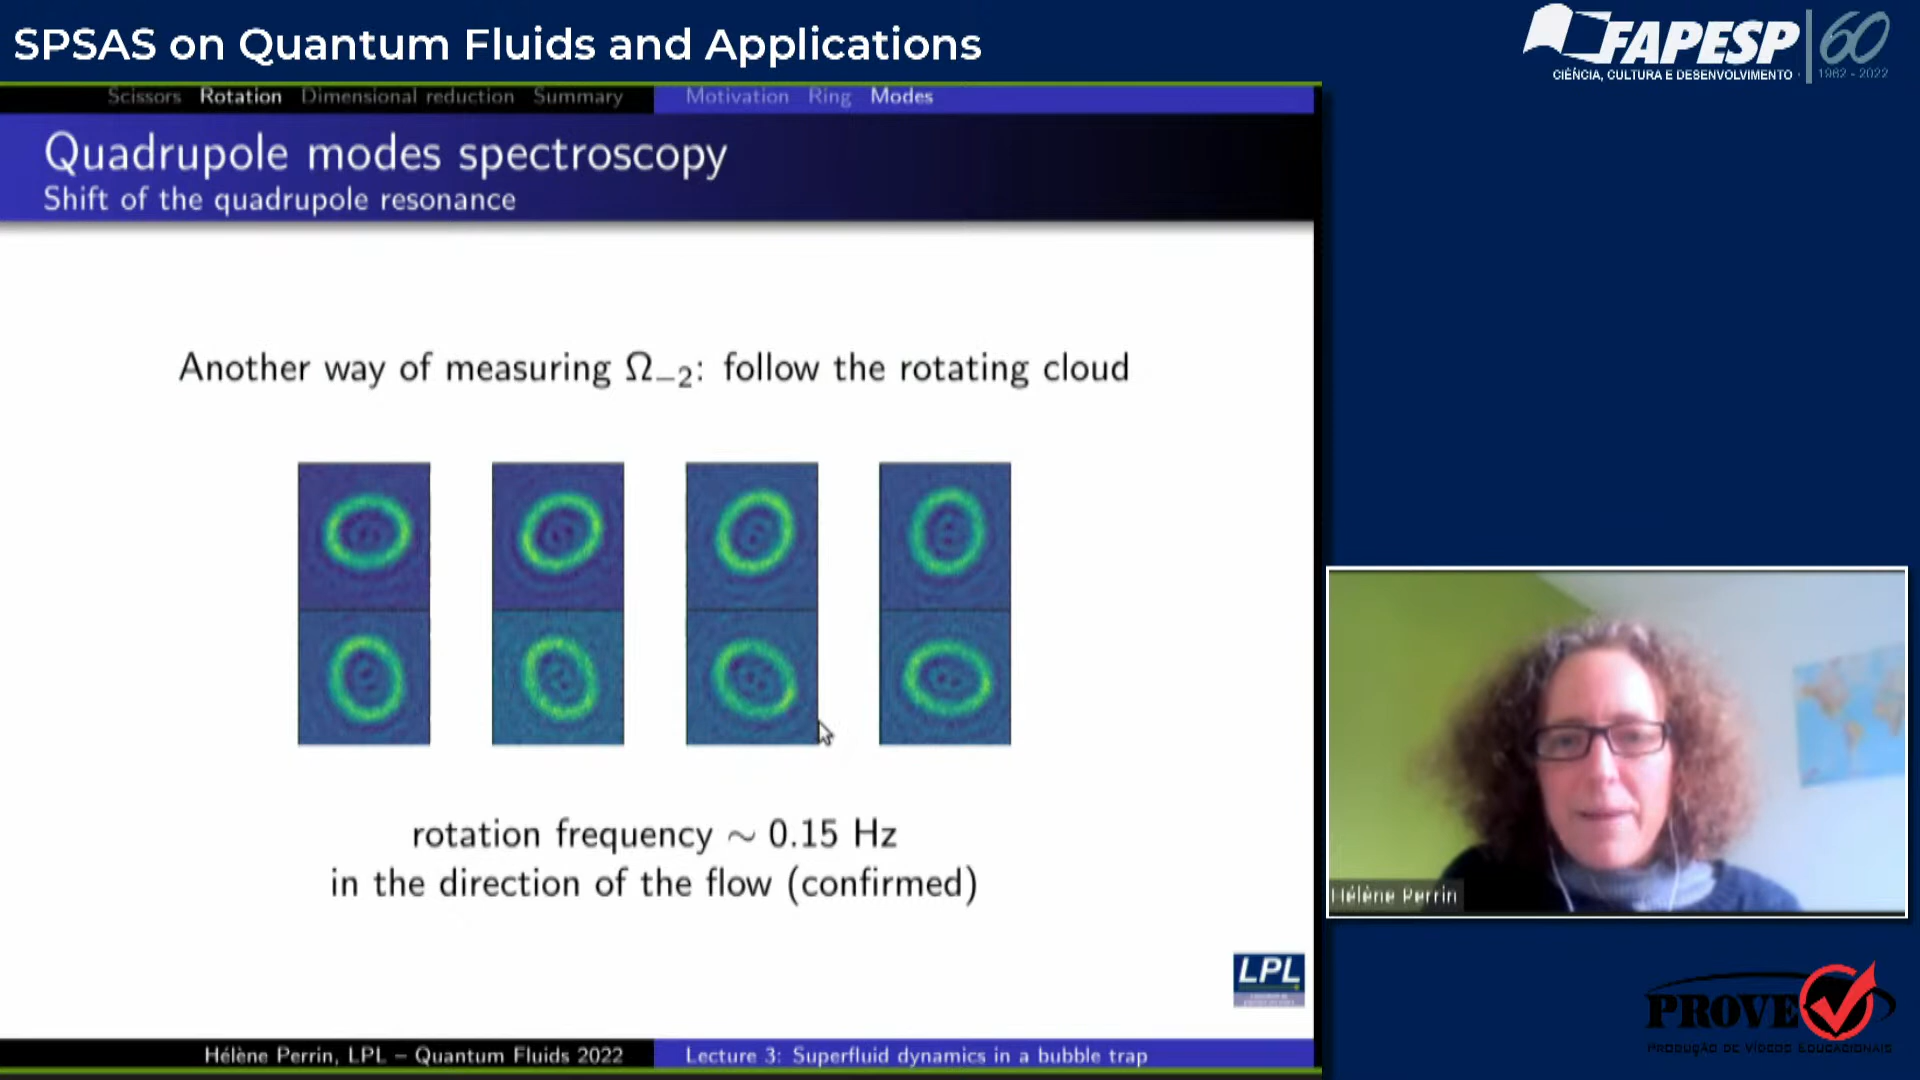 SPSAS on Quantum Fluids and Applications
FAPESP 60
CIÊNCIA, CULTURA E DESENVOLVIMENTO 1962 - 2022
Scissors Rotation Dimensional reduction Summary Motivation Ring Modes
Quadrupole modes spectroscopy
Shift of the quadrupole resonance
Another way of measuring Ω₋₂: follow the rotating cloud
rotation frequency ∼ 0.15 Hz
in the direction of the flow (confirmed)
Hélène Perrin
LPL
PROVE
PRODUÇÃO DE VÍDEOS EDUCACIONAIS
Hélène Perrin, LPL – Quantum Fluids 2022 Lecture 3: Superfluid dynamics in a bubble trap